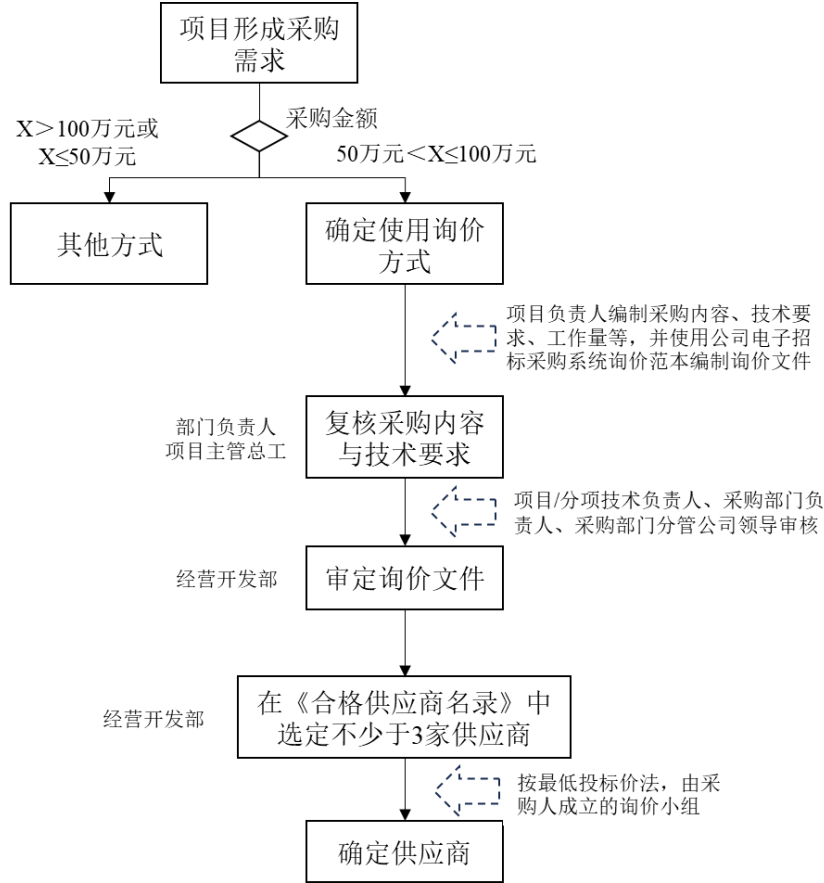 项目形成采购
需求
采购金额
X＞100万元或
X≤50万元
50万元＜X≤100万元
其他方式
确定使用询价
方式
项目负责人编制采购内容、技术要
求、工作量等，并使用公司电子招
标采购系统询价范本编制询价文件
部门负责人
项目主管总工
复核采购内容
与技术要求
项目/分项技术负责人、采购部门负
责人、采购部门分管公司领导审核
经营开发部
审定询价文件
经营开发部
在《合格供应商名录》中
选定不少于3家供应商
按最低投标价法，由采
购人成立的询价小组
确定供应商